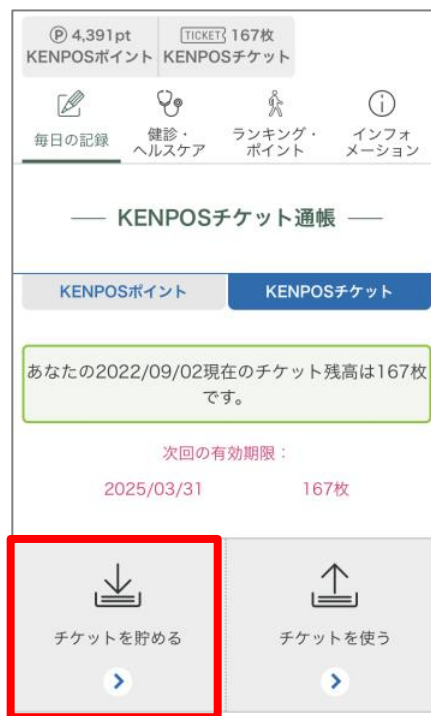 Ⓟ 4,391pt
KENPOSポイント
TICKET 167枚
KENPOSチケット
毎日の記録
健診・
ヘルスケア
ランキング・
ポイント
インフォ
メーション
KENPOSチケット通帳
KENPOSポイント
KENPOSチケット
あなたの2022/09/02現在のチケット残高は167枚
です。
次回の有効期限：
2025/03/31 167枚
チケットを貯める
チケットを使う